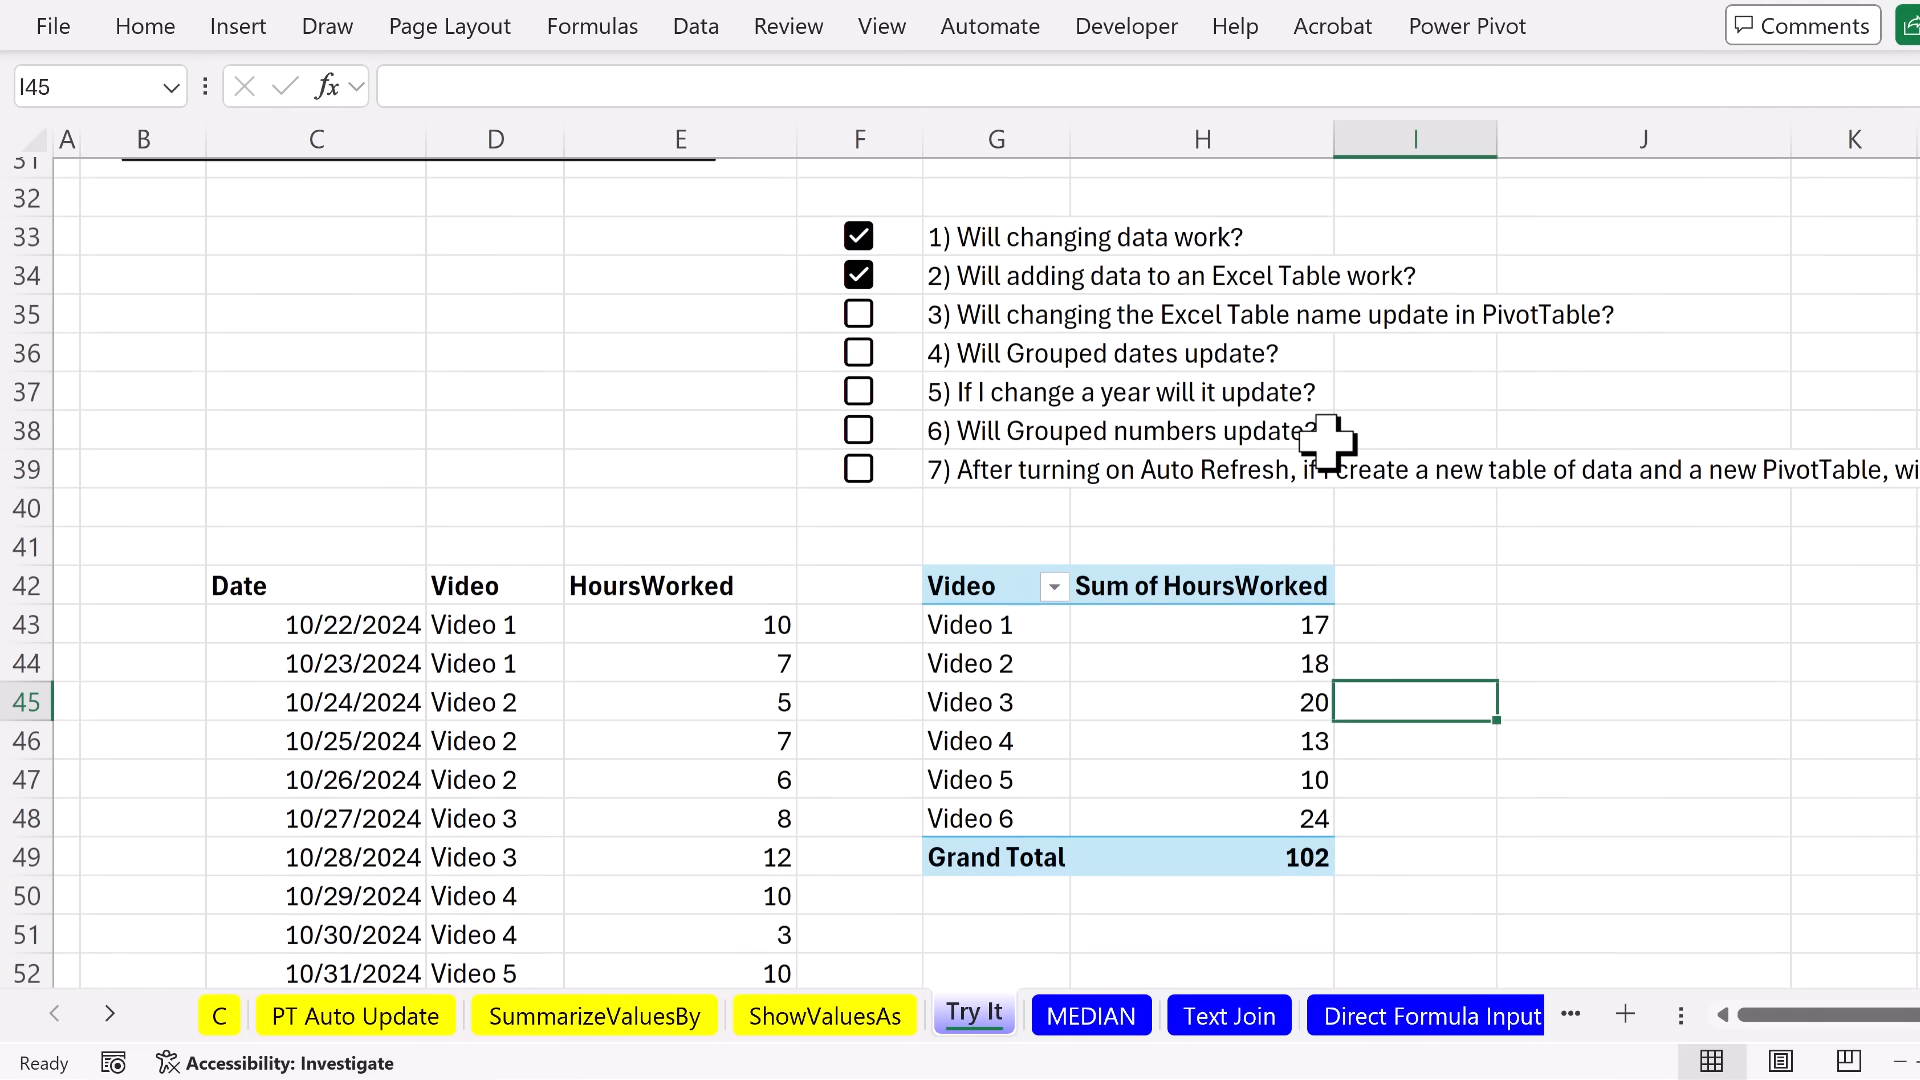 File Home Insert Draw Page Layout Formulas Data Review View Automate Developer Help Acrobat Power Pivot Comments
I45 fx
A B C D E F G H I J K
31
32
33 1) Will changing data work?
34 2) Will adding data to an Excel Table work?
35 3) Will changing the Excel Table name update in PivotTable?
36 4) Will Grouped dates update?
37 5) If I change a year will it update?
38 6) Will Grouped numbers update?
39 7) After turning on Auto Refresh, if I create a new table of data and a new PivotTable, wi
40
41
42 Date Video HoursWorked Video Sum of HoursWorked
43 10/22/2024 Video 1 10 Video 1 17
44 10/23/2024 Video 1 7 Video 2 18
45 10/24/2024 Video 2 5 Video 3 20
46 10/25/2024 Video 2 7 Video 4 13
47 10/26/2024 Video 2 6 Video 5 10
48 10/27/2024 Video 3 8 Video 6 24
49 10/28/2024 Video 3 12 Grand Total 102
50 10/29/2024 Video 4 10
51 10/30/2024 Video 4 3
52 10/31/2024 Video 5 10
C PT Auto Update SummarizeValuesBy ShowValuesAs Try It MEDIAN Text Join Direct Formula Input
Ready Accessibility: Investigate